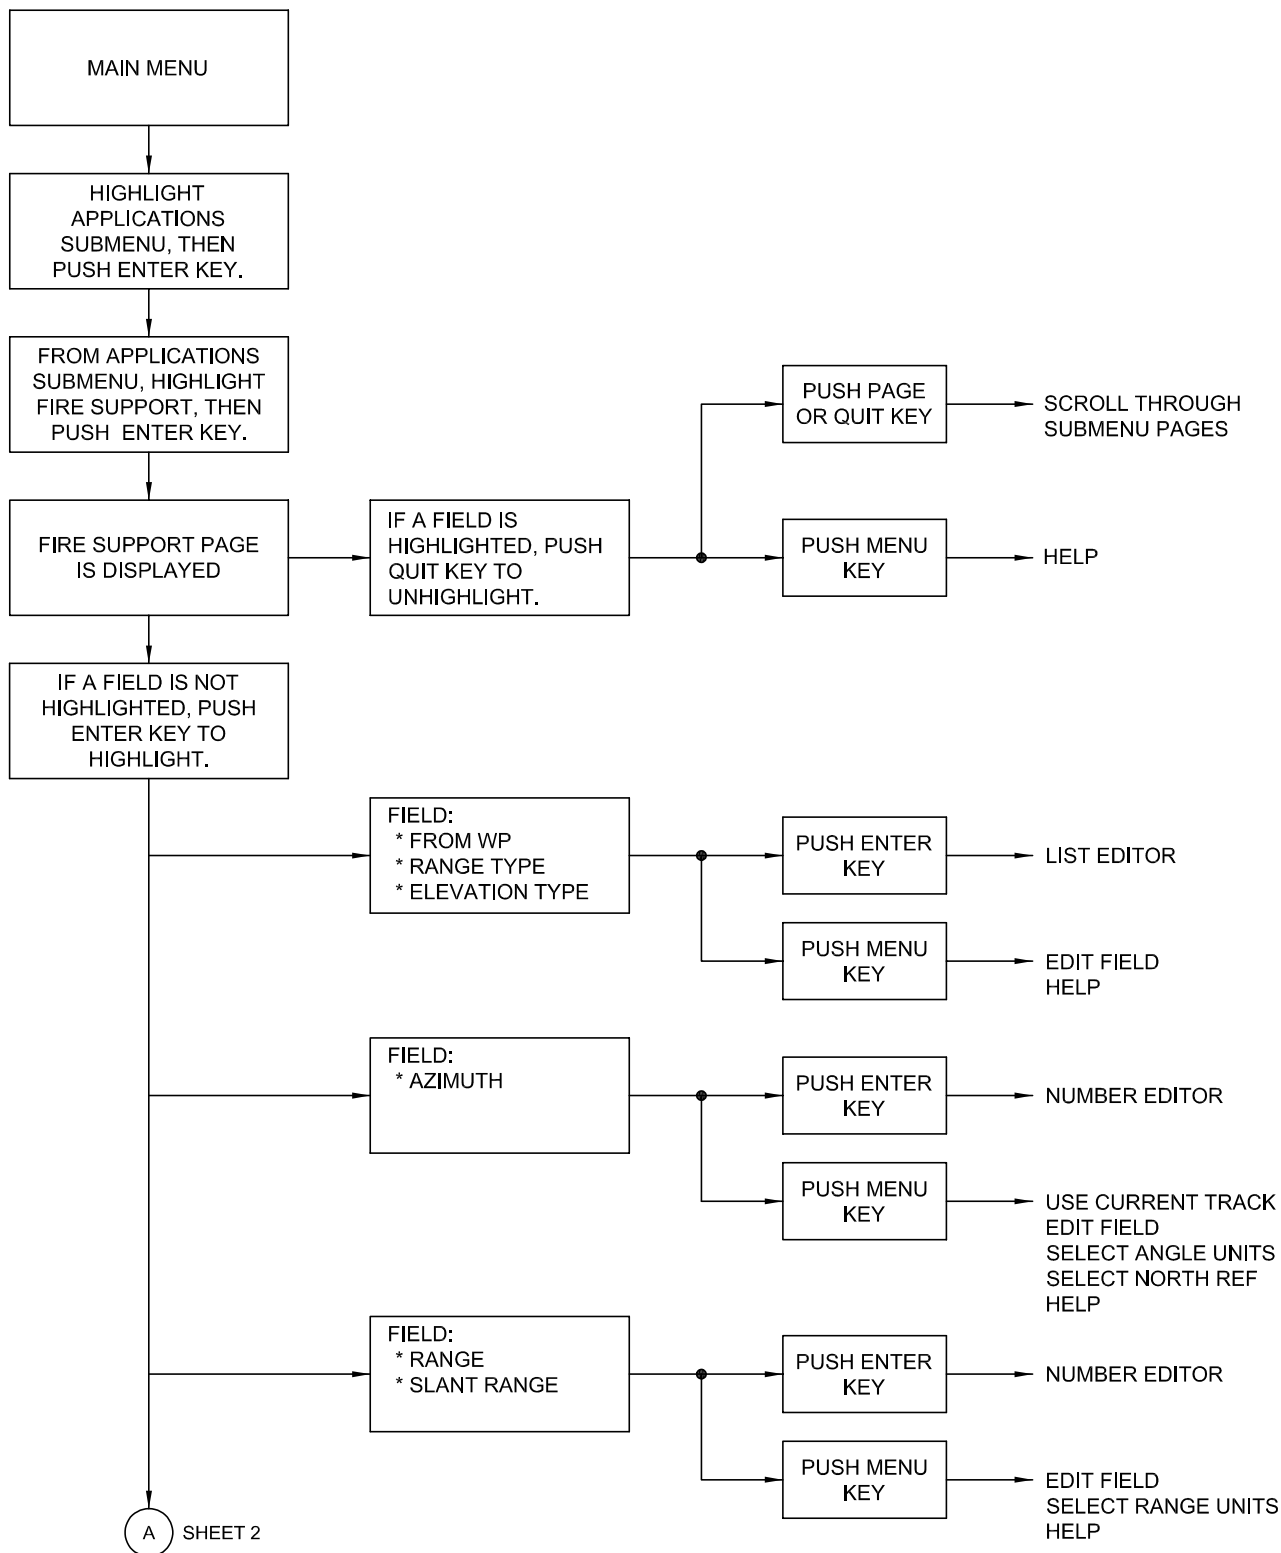 MAIN MENU
HIGHLIGHT
APPLICATIONS
SUBMENU, THEN
PUSH ENTER KEY.
FROM APPLICATIONS
SUBMENU, HIGHLIGHT
FIRE SUPPORT, THEN
PUSH ENTER KEY.
PUSH PAGE
OR QUIT KEY
SCROLL THROUGH
SUBMENU PAGES
FIRE SUPPORT PAGE
IS DISPLAYED
IF A FIELD IS
HIGHLIGHTED, PUSH
QUIT KEY TO
UNHIGHLIGHT.
PUSH MENU
KEY
HELP
IF A FIELD IS NOT
HIGHLIGHTED, PUSH
ENTER KEY TO
HIGHLIGHT.
FIELD:
* FROM WP
* RANGE TYPE
* ELEVATION TYPE
PUSH ENTER
KEY
LIST EDITOR
PUSH MENU
KEY
EDIT FIELD
HELP
FIELD:
* AZIMUTH
PUSH ENTER
KEY
NUMBER EDITOR
PUSH MENU
KEY
USE CURRENT TRACK
EDIT FIELD
SELECT ANGLE UNITS
SELECT NORTH REF
HELP
FIELD:
* RANGE
* SLANT RANGE
PUSH ENTER
KEY
NUMBER EDITOR
PUSH MENU
KEY
EDIT FIELD
SELECT RANGE UNITS
HELP
A SHEET 2